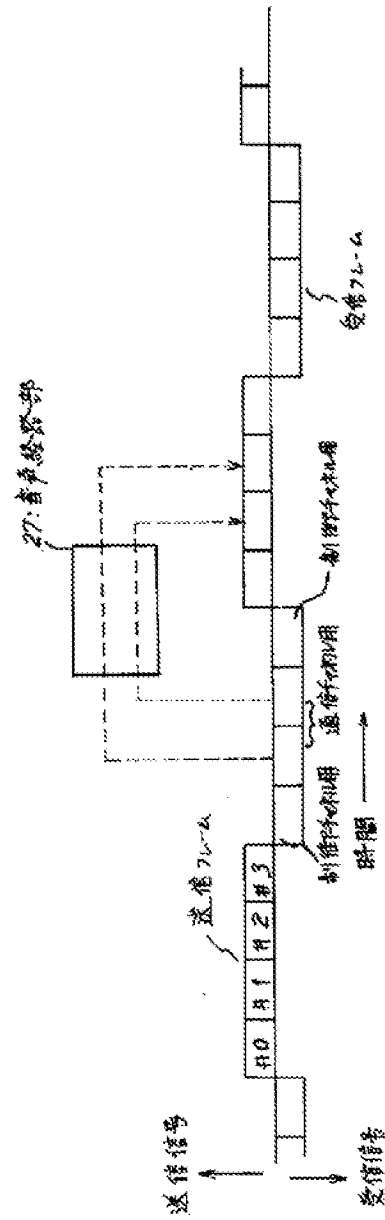 27:音声経路部
送信信号
受信信号
送信フレーム
#0 #1 #2 #3
制御チャネル用
通信チャネル用
制御チャネル用
時間
受信フレーム